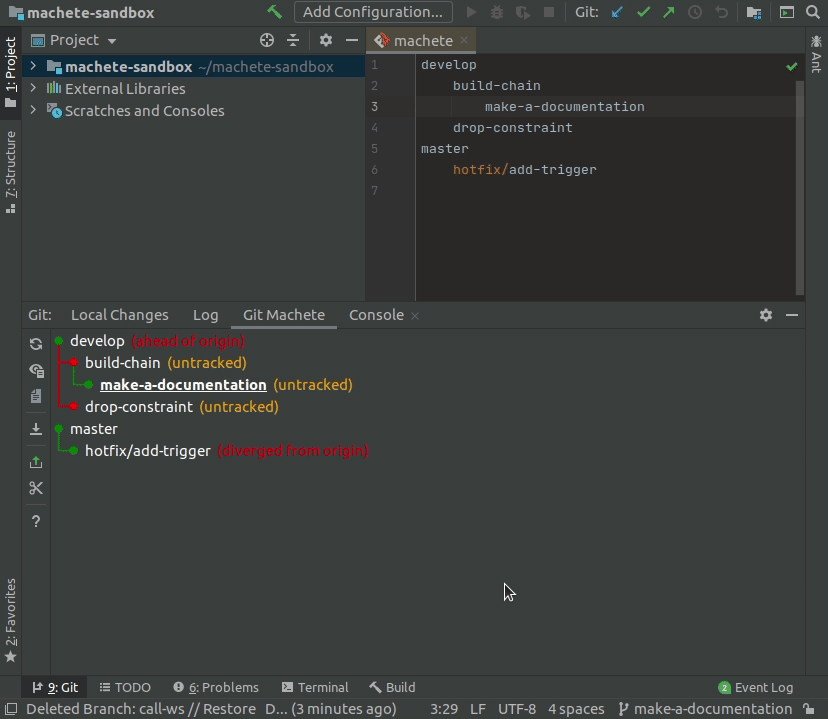 machete-sandbox
Add Configuration...
Git:
1: Project
7: Structure
2: Favorites
Ant
Project
machete-sandbox ~/machete-sandbox
External Libraries
Scratches and Consoles
machete
1 develop
2 build-chain
3 make-a-documentation
4 drop-constraint
5 master
6 hotfix/add-trigger
7
Git: Local Changes Log Git Machete Console
develop (ahead of origin)
build-chain (untracked)
make-a-documentation (untracked)
drop-constraint (untracked)
master
hotfix/add-trigger (diverged from origin)
?
9: Git TODO 6: Problems Terminal Build 2 Event Log
Deleted Branch: call-ws // Restore D... (3 minutes ago) 3:29 LF UTF-8 4 spaces make-a-documentation